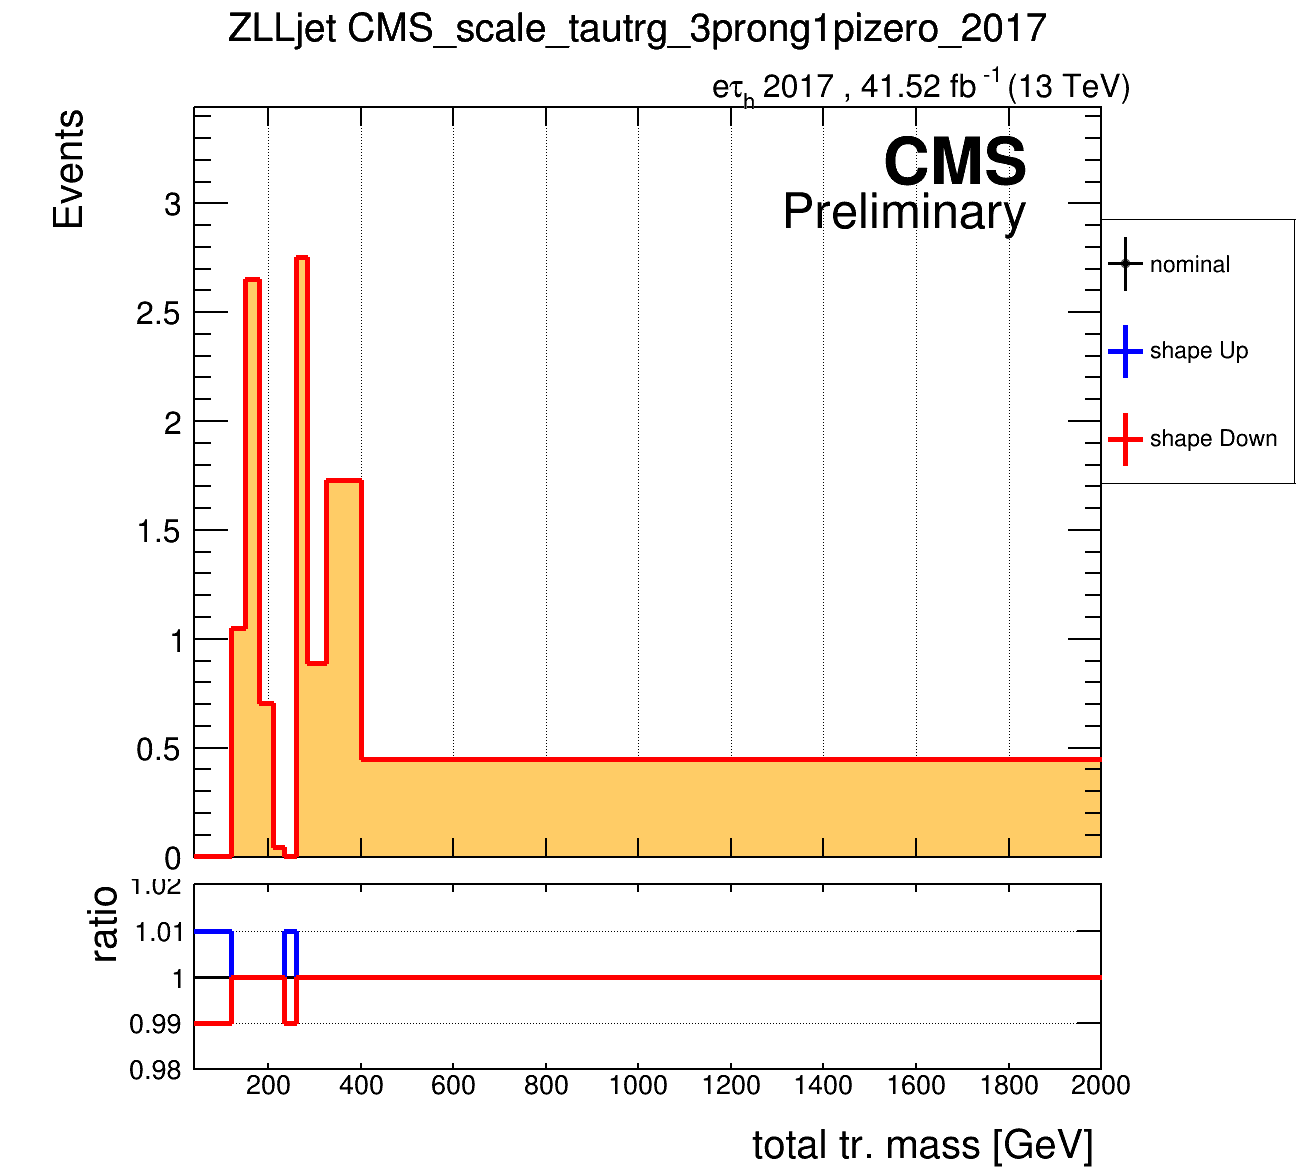 ZLLjet CMS_scale_tautrg_3prong1pizero_2017
eτh 2017 , 41.52 fb -1 (13 TeV)
Events
CMS
Preliminary
3
2.5
2
1.5
1
0.5
0
nominal
shape Up
shape Down
ratio
1.02
1.01
1
0.99
0.98
200 400 600 800 1000 1200 1400 1600 1800 2000
total tr. mass [GeV]